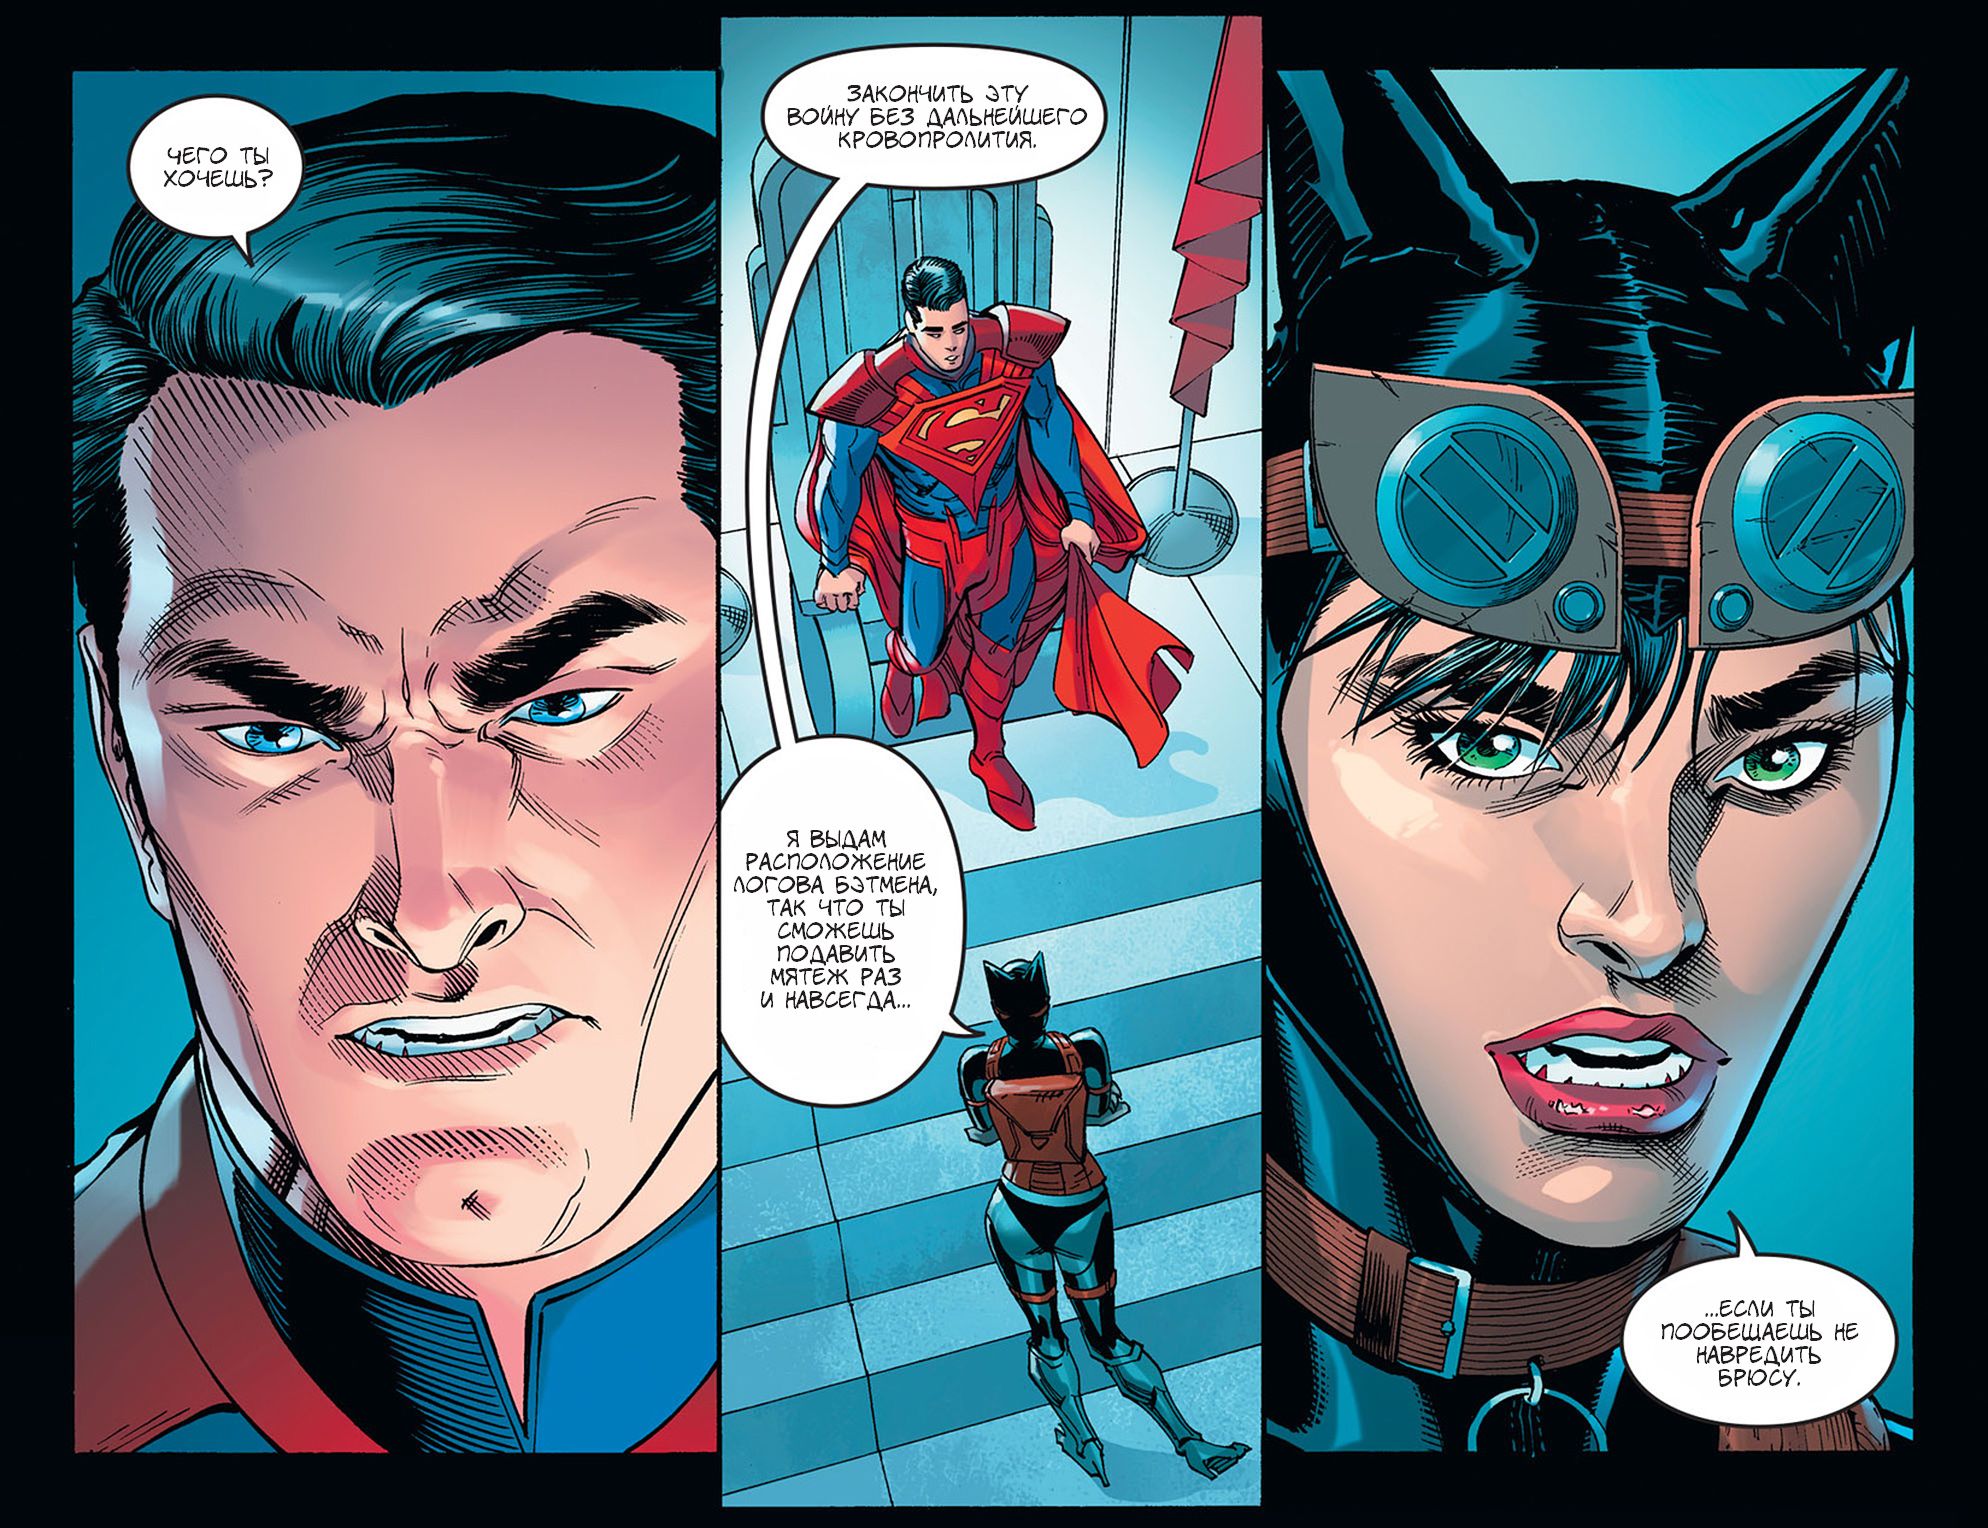 ЧЕГО ТЫ
ХОЧЕШЬ?
ЗАКОНЧИТЬ ЭТУ
ВОЙНУ БЕЗ ДАЛЬНЕЙШЕГО
КРОВОПРОЛИТИЯ.
Я ВЫДАМ
РАСПОЛОЖЕНИЕ
ЛОГОВА БЭТМЕНА,
ТАК ЧТО ТЫ
СМОЖЕШЬ
ПОДАВИТЬ
МЯТЕЖ РАЗ
И НАВСЕГДА...
...ЕСЛИ ТЫ
ПООБЕЩАЕШЬ НЕ
НАВРЕДИТЬ
БРЮСУ.